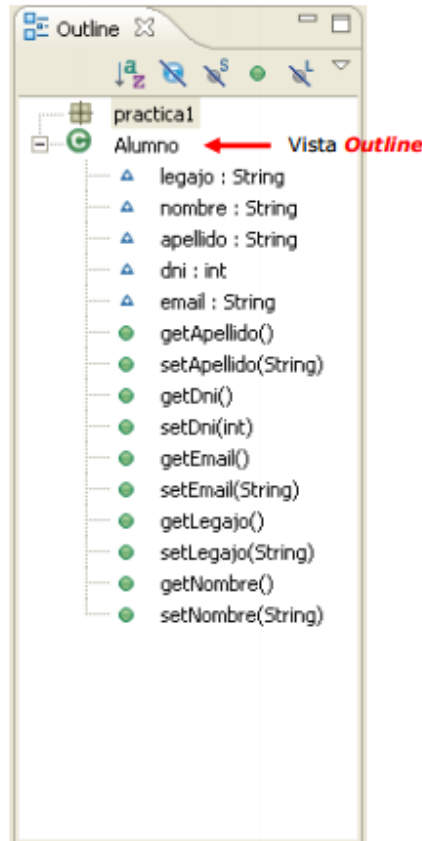 Outline
practica1
Alumno Vista Outline
legajo : String
nombre : String
apellido : String
dni : int
email : String
getApellido()
setApellido(String)
getDni()
setDni(int)
getEmail()
setEmail(String)
getLegajo()
setLegajo(String)
getNombre()
setNombre(String)